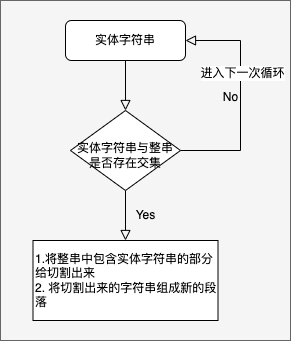 实体字符串
进入下一次循环
No
实体字符串与整串
是否存在交集
Yes
1.将整串中包含实体字符串的部分
给切割出来
2. 将切割出来的字符串组成新的段
落